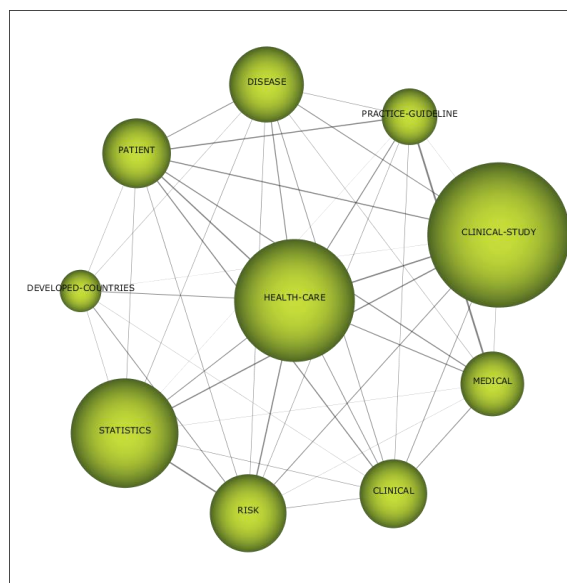 DISEASE
PRACTICE-GUIDELINE
PATIENT
CLINICAL-STUDY
DEVELOPED-COUNTRIES
HEALTH-CARE
MEDICAL
STATISTICS
CLINICAL
RISK